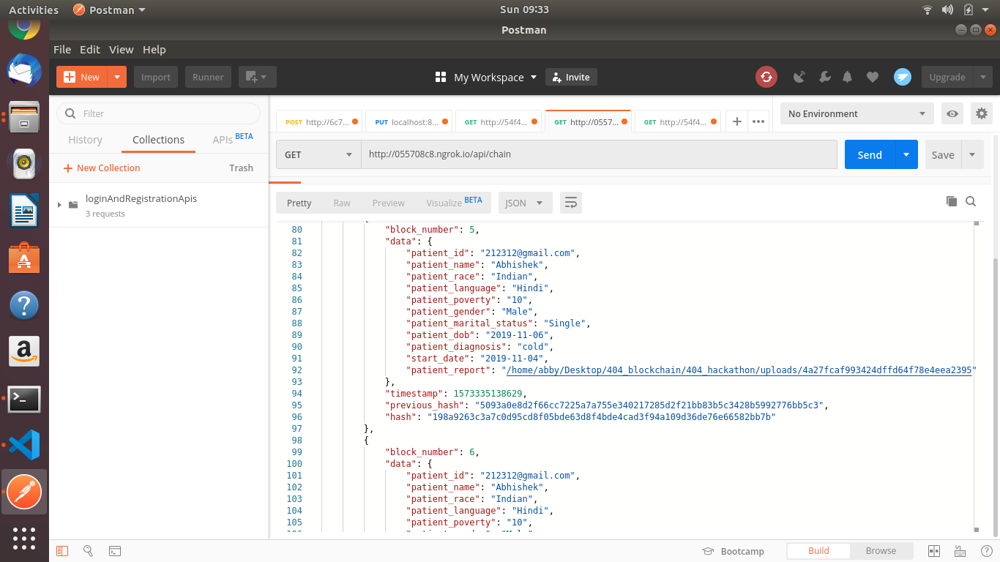 Activities Postman Sun 09:33
Postman
File Edit View Help
New Import Runner My Workspace Invite Upgrade
Filter
History Collections APIs BETA
New Collection Trash
loginAndRegistrationApis
3 requests
POST http://6c7... PUT localhost:8... GET http://54f4... GET http://0557... GET http://54f4... No Environment
GET http://055708c8.ngrok.io/api/chain Send Save
Pretty Raw Preview Visualize BETA JSON
80 "block_number": 5,
81 "data": {
82 "patient_id": "212312@gmail.com",
83 "patient_name": "Abhishek",
84 "patient_race": "Indian",
85 "patient_language": "Hindi",
86 "patient_poverty": "10",
87 "patient_gender": "Male",
88 "patient_marital_status": "Single",
89 "patient_dob": "2019-11-06",
90 "patient_diagnosis": "cold",
91 "start_date": "2019-11-04",
92 "patient_report": "/home/abby/Desktop/404_blockchain/404_hackathon/uploads/4a27fcaf993424dffd64f78e4eea2395"
93 },
94 "timestamp": 1573335138629,
95 "previous_hash": "5093a0e8d2f66cc7225a7a755e340217285d2f21bb83b5c3428b5992776bb5c3",
96 "hash": "198a9263c3a7c0d95cd8f05bde63d8f4bde4cad3f94a109d36de76e66582bb7b"
97 },
98 {
99 "block_number": 6,
100 "data": {
101 "patient_id": "212312@gmail.com",
102 "patient_name": "Abhishek",
103 "patient_race": "Indian",
104 "patient_language": "Hindi",
105 "patient_poverty": "10",
Bootcamp Build Browse